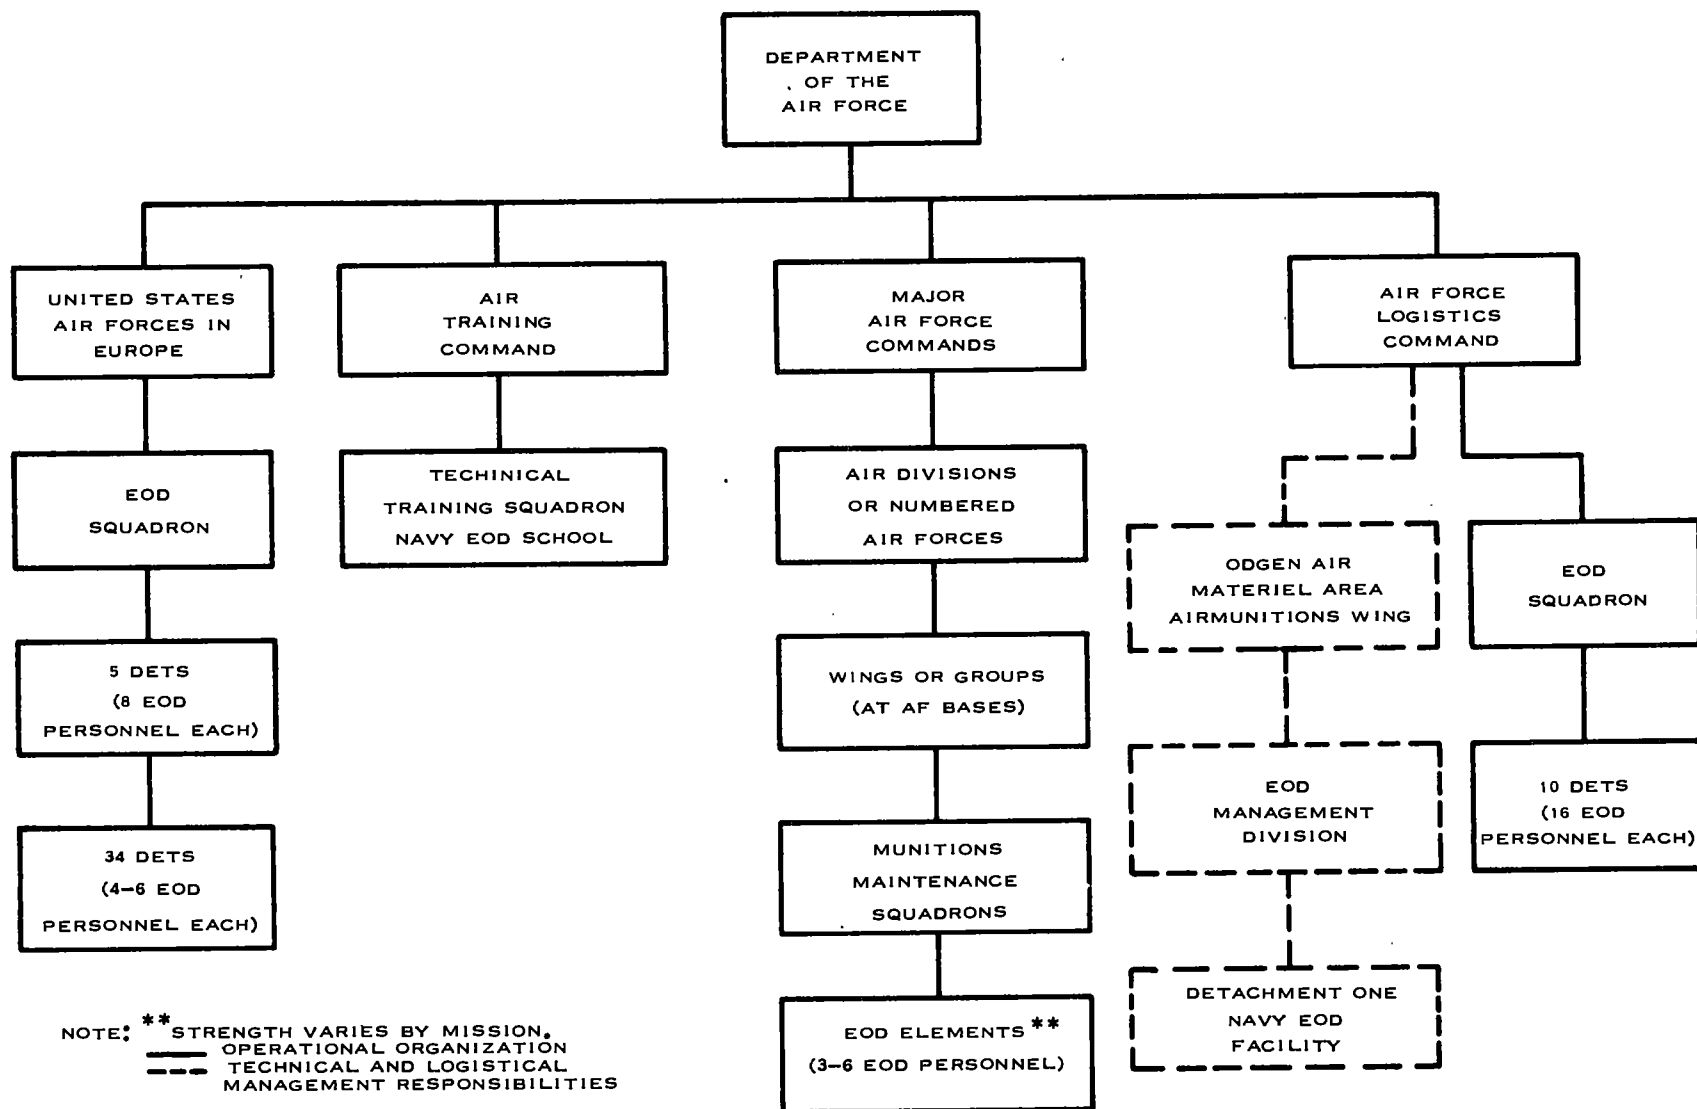 DEPARTMENT
OF THE
AIR FORCE
UNITED STATES
AIR FORCES IN
EUROPE
AIR
TRAINING
COMMAND
MAJOR
AIR FORCE
COMMANDS
AIR FORCE
LOGISTICS
COMMAND
EOD
SQUADRON
TECHINICAL
TRAINING SQUADRON
NAVY EOD SCHOOL
AIR DIVISIONS
OR NUMBERED
AIR FORCES
ODGEN AIR
MATERIEL AREA
AIRMUNITIONS WING
EOD
SQUADRON
5 DETS
(8 EOD
PERSONNEL EACH)
WINGS OR GROUPS
(AT AF BASES)
EOD
MANAGEMENT
DIVISION
10 DETS
(16 EOD
PERSONNEL EACH)
34 DETS
(4-6 EOD
PERSONNEL EACH)
MUNITIONS
MAINTENANCE
SQUADRONS
DETACHMENT ONE
NAVY EOD
FACILITY
EOD ELEMENTS **
(3-6 EOD PERSONNEL)
NOTE: ** STRENGTH VARIES BY MISSION.
OPERATIONAL ORGANIZATION
TECHNICAL AND LOGISTICAL
MANAGEMENT RESPONSIBILITIES